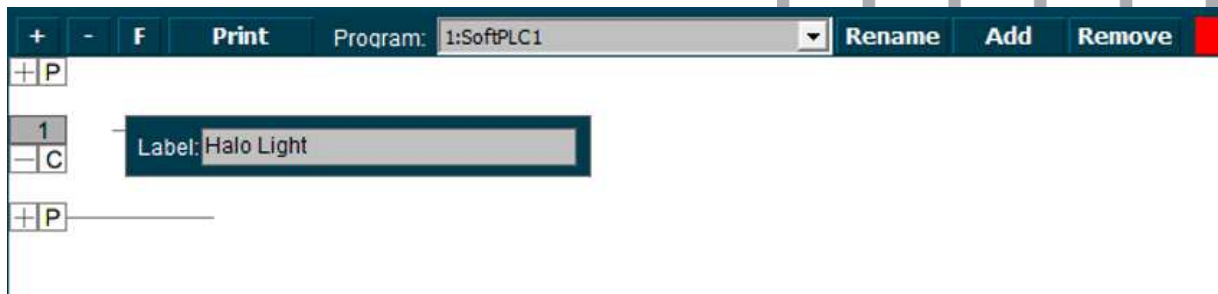 + - F Print Program: 1:SoftPLC1 Rename Add Remove
+ P
1
Label: Halo Light
- C
+ P